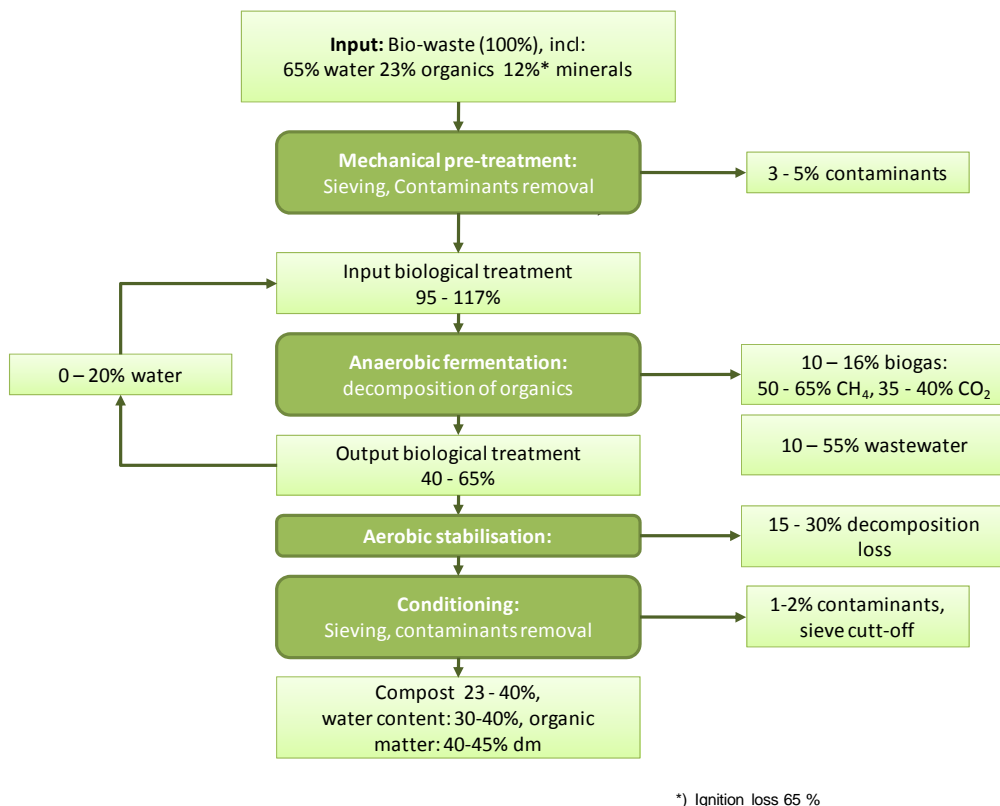 Input: Bio-waste (100%), incl:
65% water 23% organics 12%* minerals
Mechanical pre-treatment:
Sieving, Contaminants removal
3 - 5% contaminants
Input biological treatment
95 - 117%
Anaerobic fermentation:
decomposition of organics
0 – 20% water
10 – 16% biogas:
50 - 65% CH₄, 35 - 40% CO₂
10 – 55% wastewater
Output biological treatment
40 - 65%
Aerobic stabilisation:
15 - 30% decomposition
loss
Conditioning:
Sieving, contaminants removal
1-2% contaminants,
sieve cutt-off
Compost 23 - 40%,
water content: 30-40%, organic
matter: 40-45% dm
*) Ignition loss 65 %